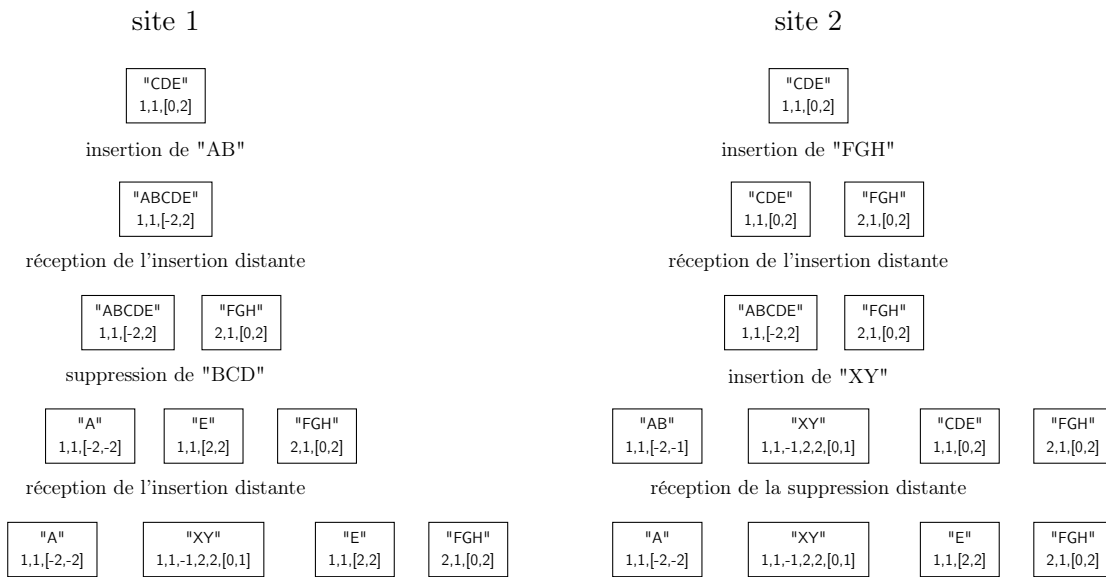 site 1
site 2
"CDE"
1,1,[0,2]
"CDE"
1,1,[0,2]
insertion de "AB"
insertion de "FGH"
"ABCDE"
1,1,[-2,2]
"CDE"
1,1,[0,2]
"FGH"
2,1,[0,2]
réception de l'insertion distante
réception de l'insertion distante
"ABCDE"
1,1,[-2,2]
"FGH"
2,1,[0,2]
"ABCDE"
1,1,[-2,2]
"FGH"
2,1,[0,2]
suppression de "BCD"
insertion de "XY"
"A"
1,1,[-2,-2]
"E"
1,1,[2,2]
"FGH"
2,1,[0,2]
"AB"
1,1,[-2,-1]
"XY"
1,1,-1,2,2,[0,1]
"CDE"
1,1,[0,2]
"FGH"
2,1,[0,2]
réception de l'insertion distante
réception de la suppression distante
"A"
1,1,[-2,-2]
"XY"
1,1,-1,2,2,[0,1]
"E"
1,1,[2,2]
"FGH"
2,1,[0,2]
"A"
1,1,[-2,-2]
"XY"
1,1,-1,2,2,[0,1]
"E"
1,1,[2,2]
"FGH"
2,1,[0,2]